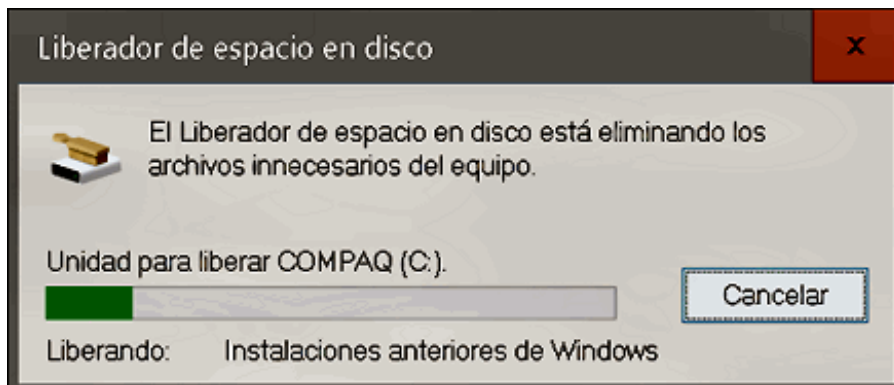 Liberador de espacio en disco
x
El Liberador de espacio en disco está eliminando los
archivos innecesarios del equipo.
Unidad para liberar COMPAQ (C:).
Cancelar
Liberando: Instalaciones anteriores de Windows